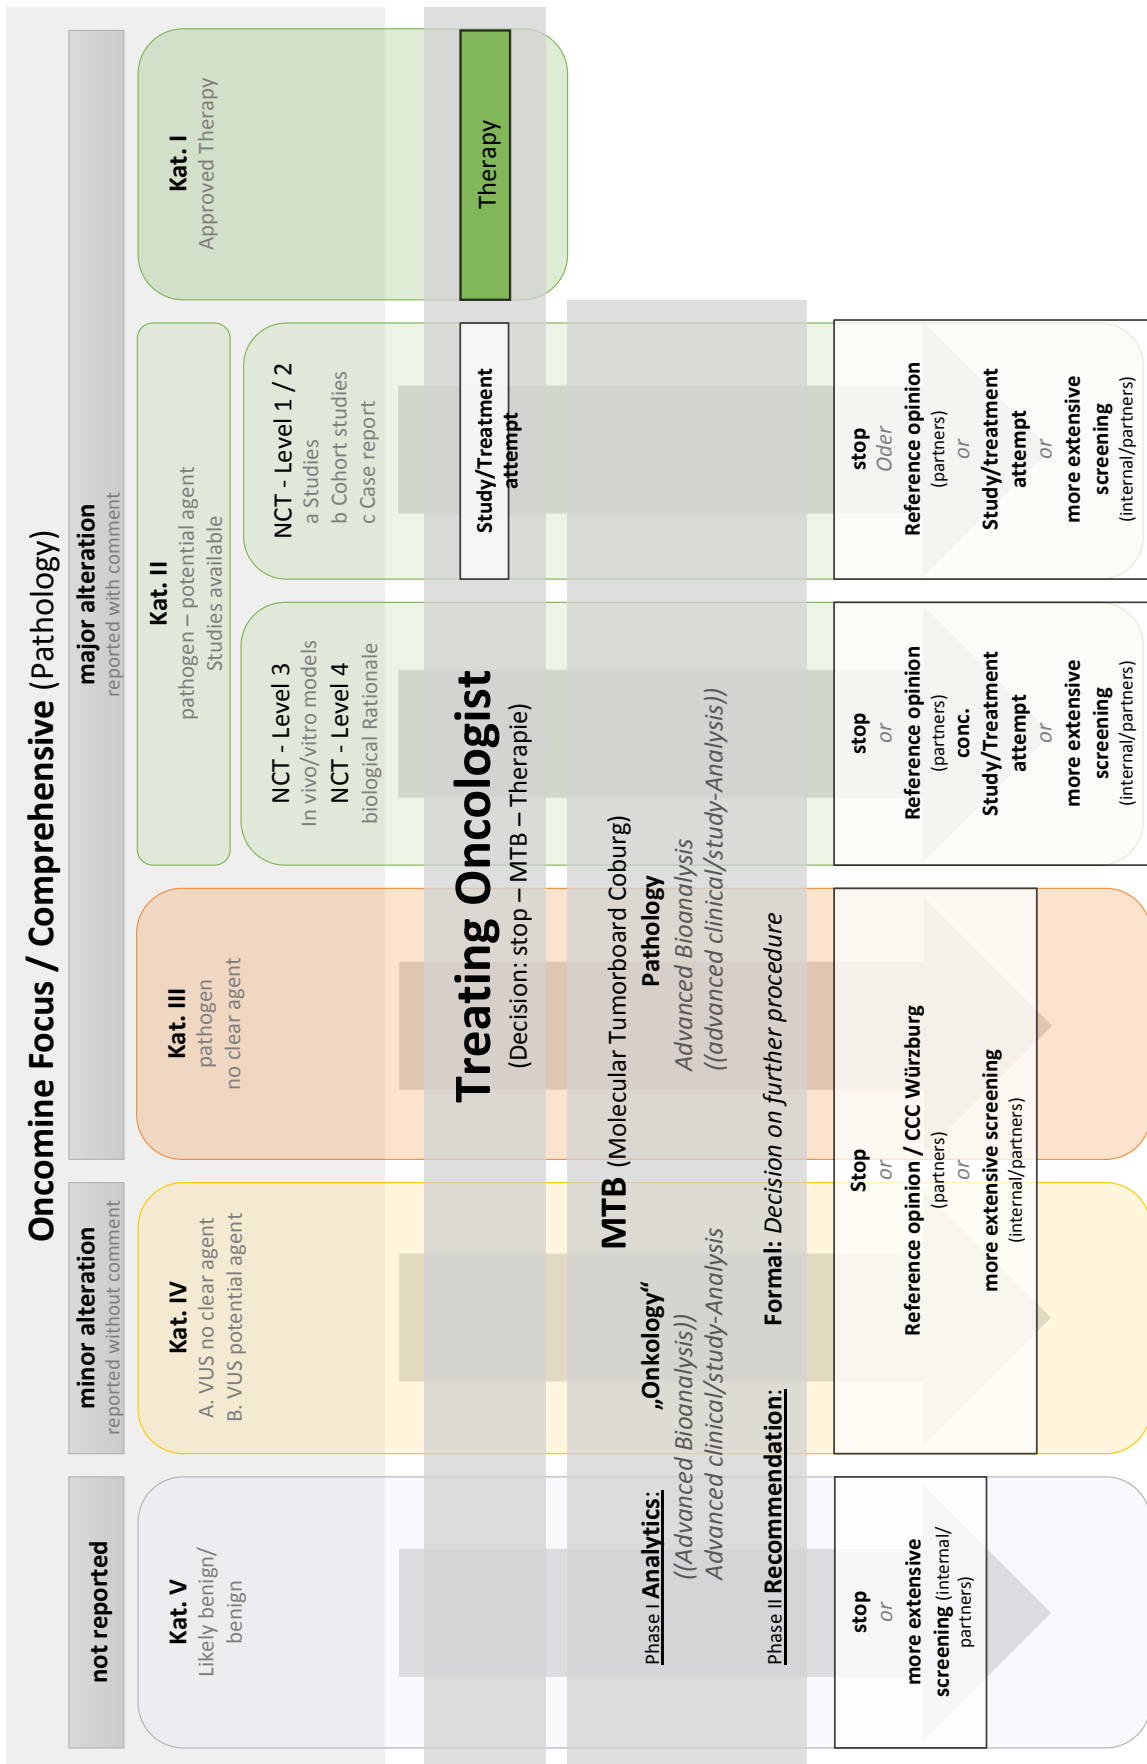 Oncomine Focus / Comprehensive (Pathology)
not reported
minor alteration
reported without comment
major alteration
reported with comment
Kat. V
Likely benign/
benign
Kat. IV
A. VUS no clear agent
B. VUS potential agent
Kat. III
pathogen
no clear agent
Kat. II
pathogen – potential agent
Studies available
NCT - Level 3
In vivo/vitro models
NCT - Level 4
biological Rationale
NCT - Level 1 / 2
a Studies
b Cohort studies
c Case report
Kat. I
Approved Therapy
Treating Oncologist
(Decision: stop – MTB – Therapie)
Study/Treatment
attempt
Therapy
MTB (Molecular Tumorboard Coburg)
Phase I Analytics:
„Onkology“
((Advanced Bioanalysis))
Advanced clinical/study-Analysis
Pathology
Advanced Bioanalysis
((advanced clinical/study-Analysis))
Phase II Recommendation:
Formal: Decision on further procedure
stop
or
more extensive
screening (internal/
partners)
Stop
or
Reference opinion / CCC Würzburg
(partners)
or
more extensive screening
(internal/partners)
stop
or
Reference opinion
(partners)
conc.
Study/Treatment
attempt
or
more extensive
screening
(internal/partners)
stop
Oder
Reference opinion
(partners)
or
Study/treatment
attempt
or
more extensive
screening
(internal/partners)